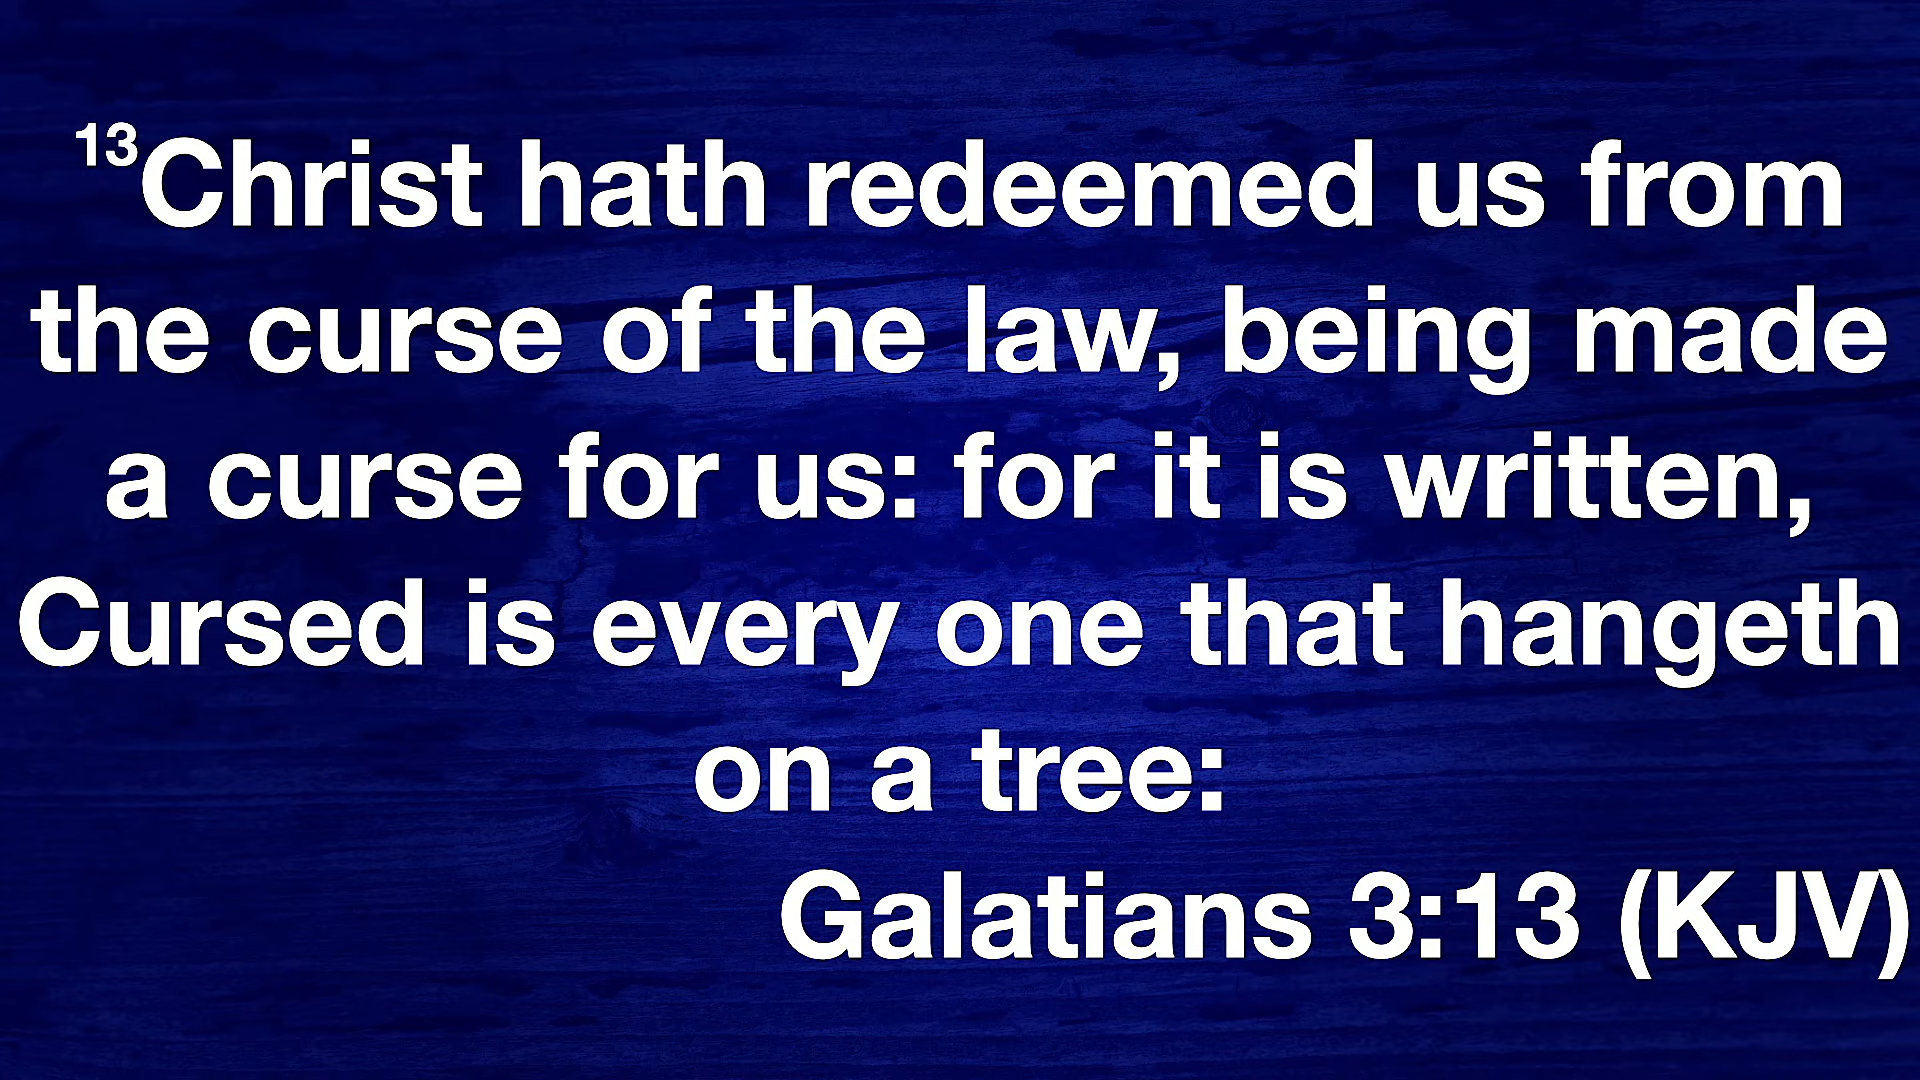 13Christ hath redeemed us from
the curse of the law, being made
a curse for us: for it is written,
Cursed is every one that hangeth
on a tree:
Galatians 3:13 (KJV)